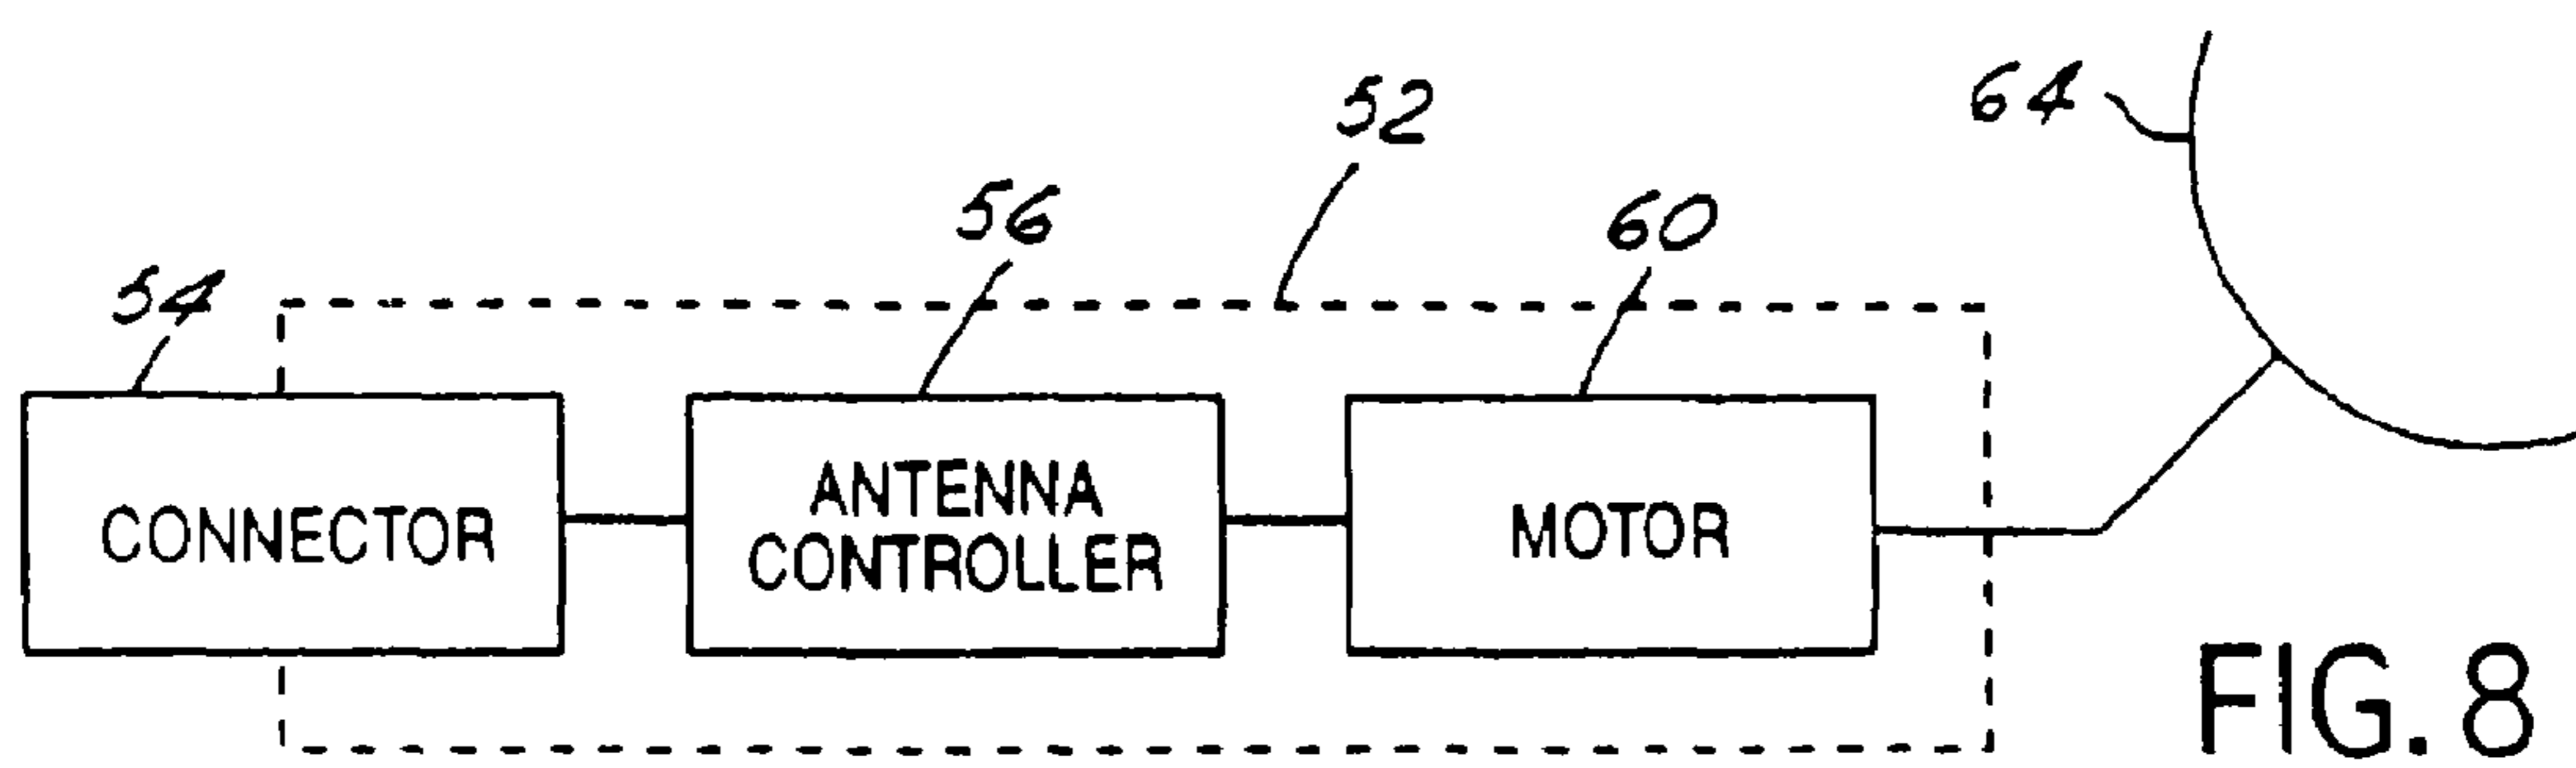 64
52
56
60
54
CONNECTOR
ANTENNA
CONTROLLER
MOTOR
FIG. 8